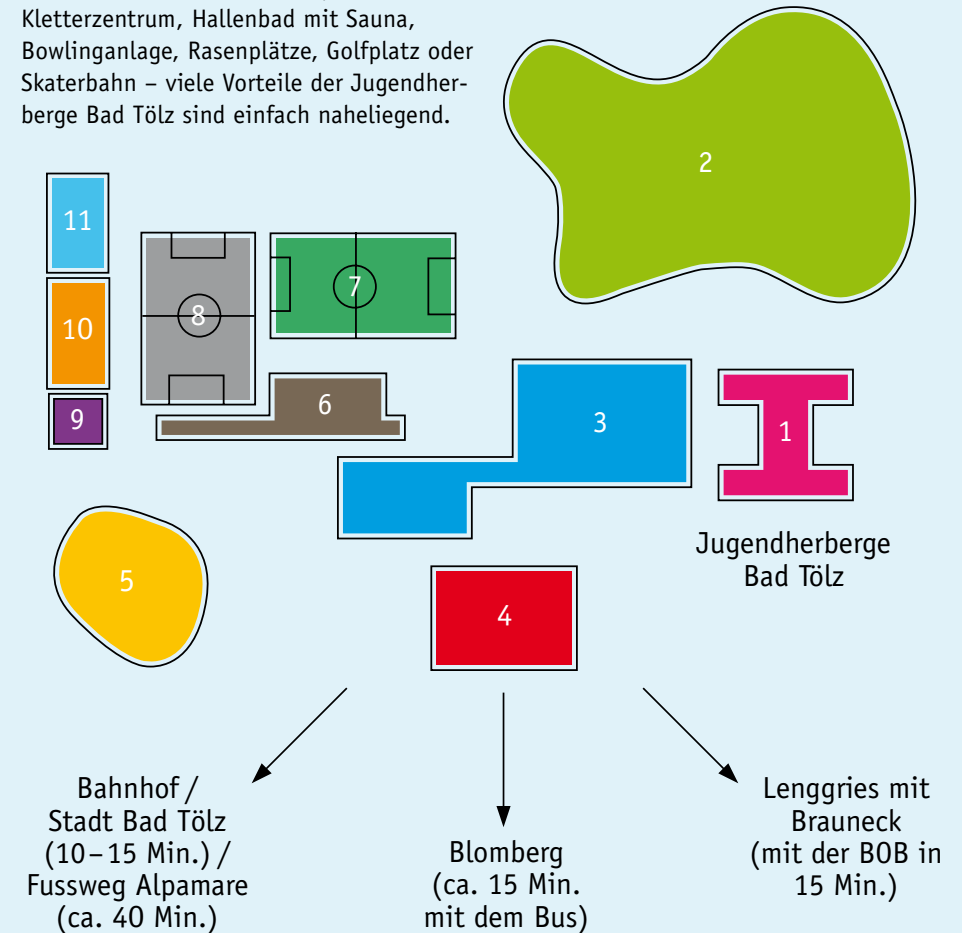 Kletterzentrum, Hallenbad mit Sauna,
Bowlinganlage, Rasenplätze, Golfplatz oder
Skaterbahn – viele Vorteile der Jugendher-
berge Bad Tölz sind einfach naheliegend.
2
11
7
8
10
6
9
3
1
Jugendherberge
Bad Tölz
5
4
Bahnhof /
Stadt Bad Tölz
(10–15 Min.) /
Fussweg Alpamare
(ca. 40 Min.)
Blomberg
(ca. 15 Min.
mit dem Bus)
Lenggries mit
Brauneck
(mit der BOB in
15 Min.)